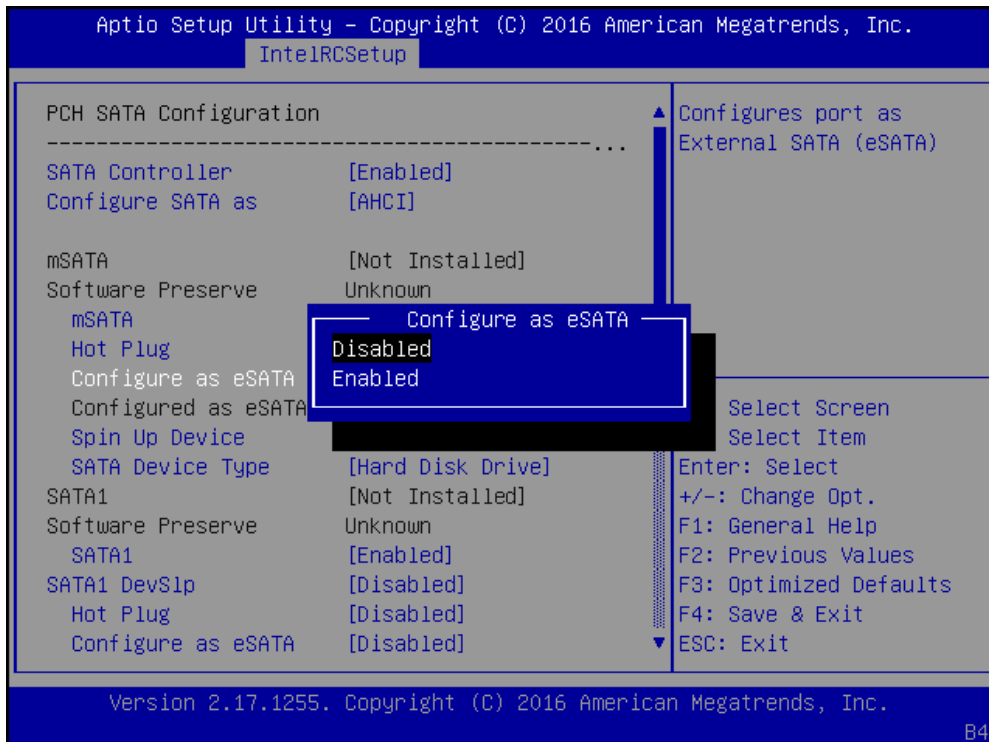 Aptio Setup Utility – Copyright (C) 2016 American Megatrends, Inc.
IntelRCSetup
PCH SATA Configuration
--------------------------------------------...
SATA Controller [Enabled]
Configure SATA as [AHCI]
mSATA [Not Installed]
Software Preserve Unknown
mSATA
Hot Plug
Configure as eSATA
Configured as eSATA
Spin Up Device
SATA Device Type [Hard Disk Drive]
SATA1 [Not Installed]
Software Preserve Unknown
SATA1 [Enabled]
SATA1 DevSlp [Disabled]
Hot Plug [Disabled]
Configure as eSATA [Disabled]
Configure as eSATA
Disabled
Enabled
Configures port as
External SATA (eSATA)
Select Screen
Select Item
Enter: Select
+/-: Change Opt.
F1: General Help
F2: Previous Values
F3: Optimized Defaults
F4: Save & Exit
ESC: Exit
Version 2.17.1255. Copyright (C) 2016 American Megatrends, Inc.
B4